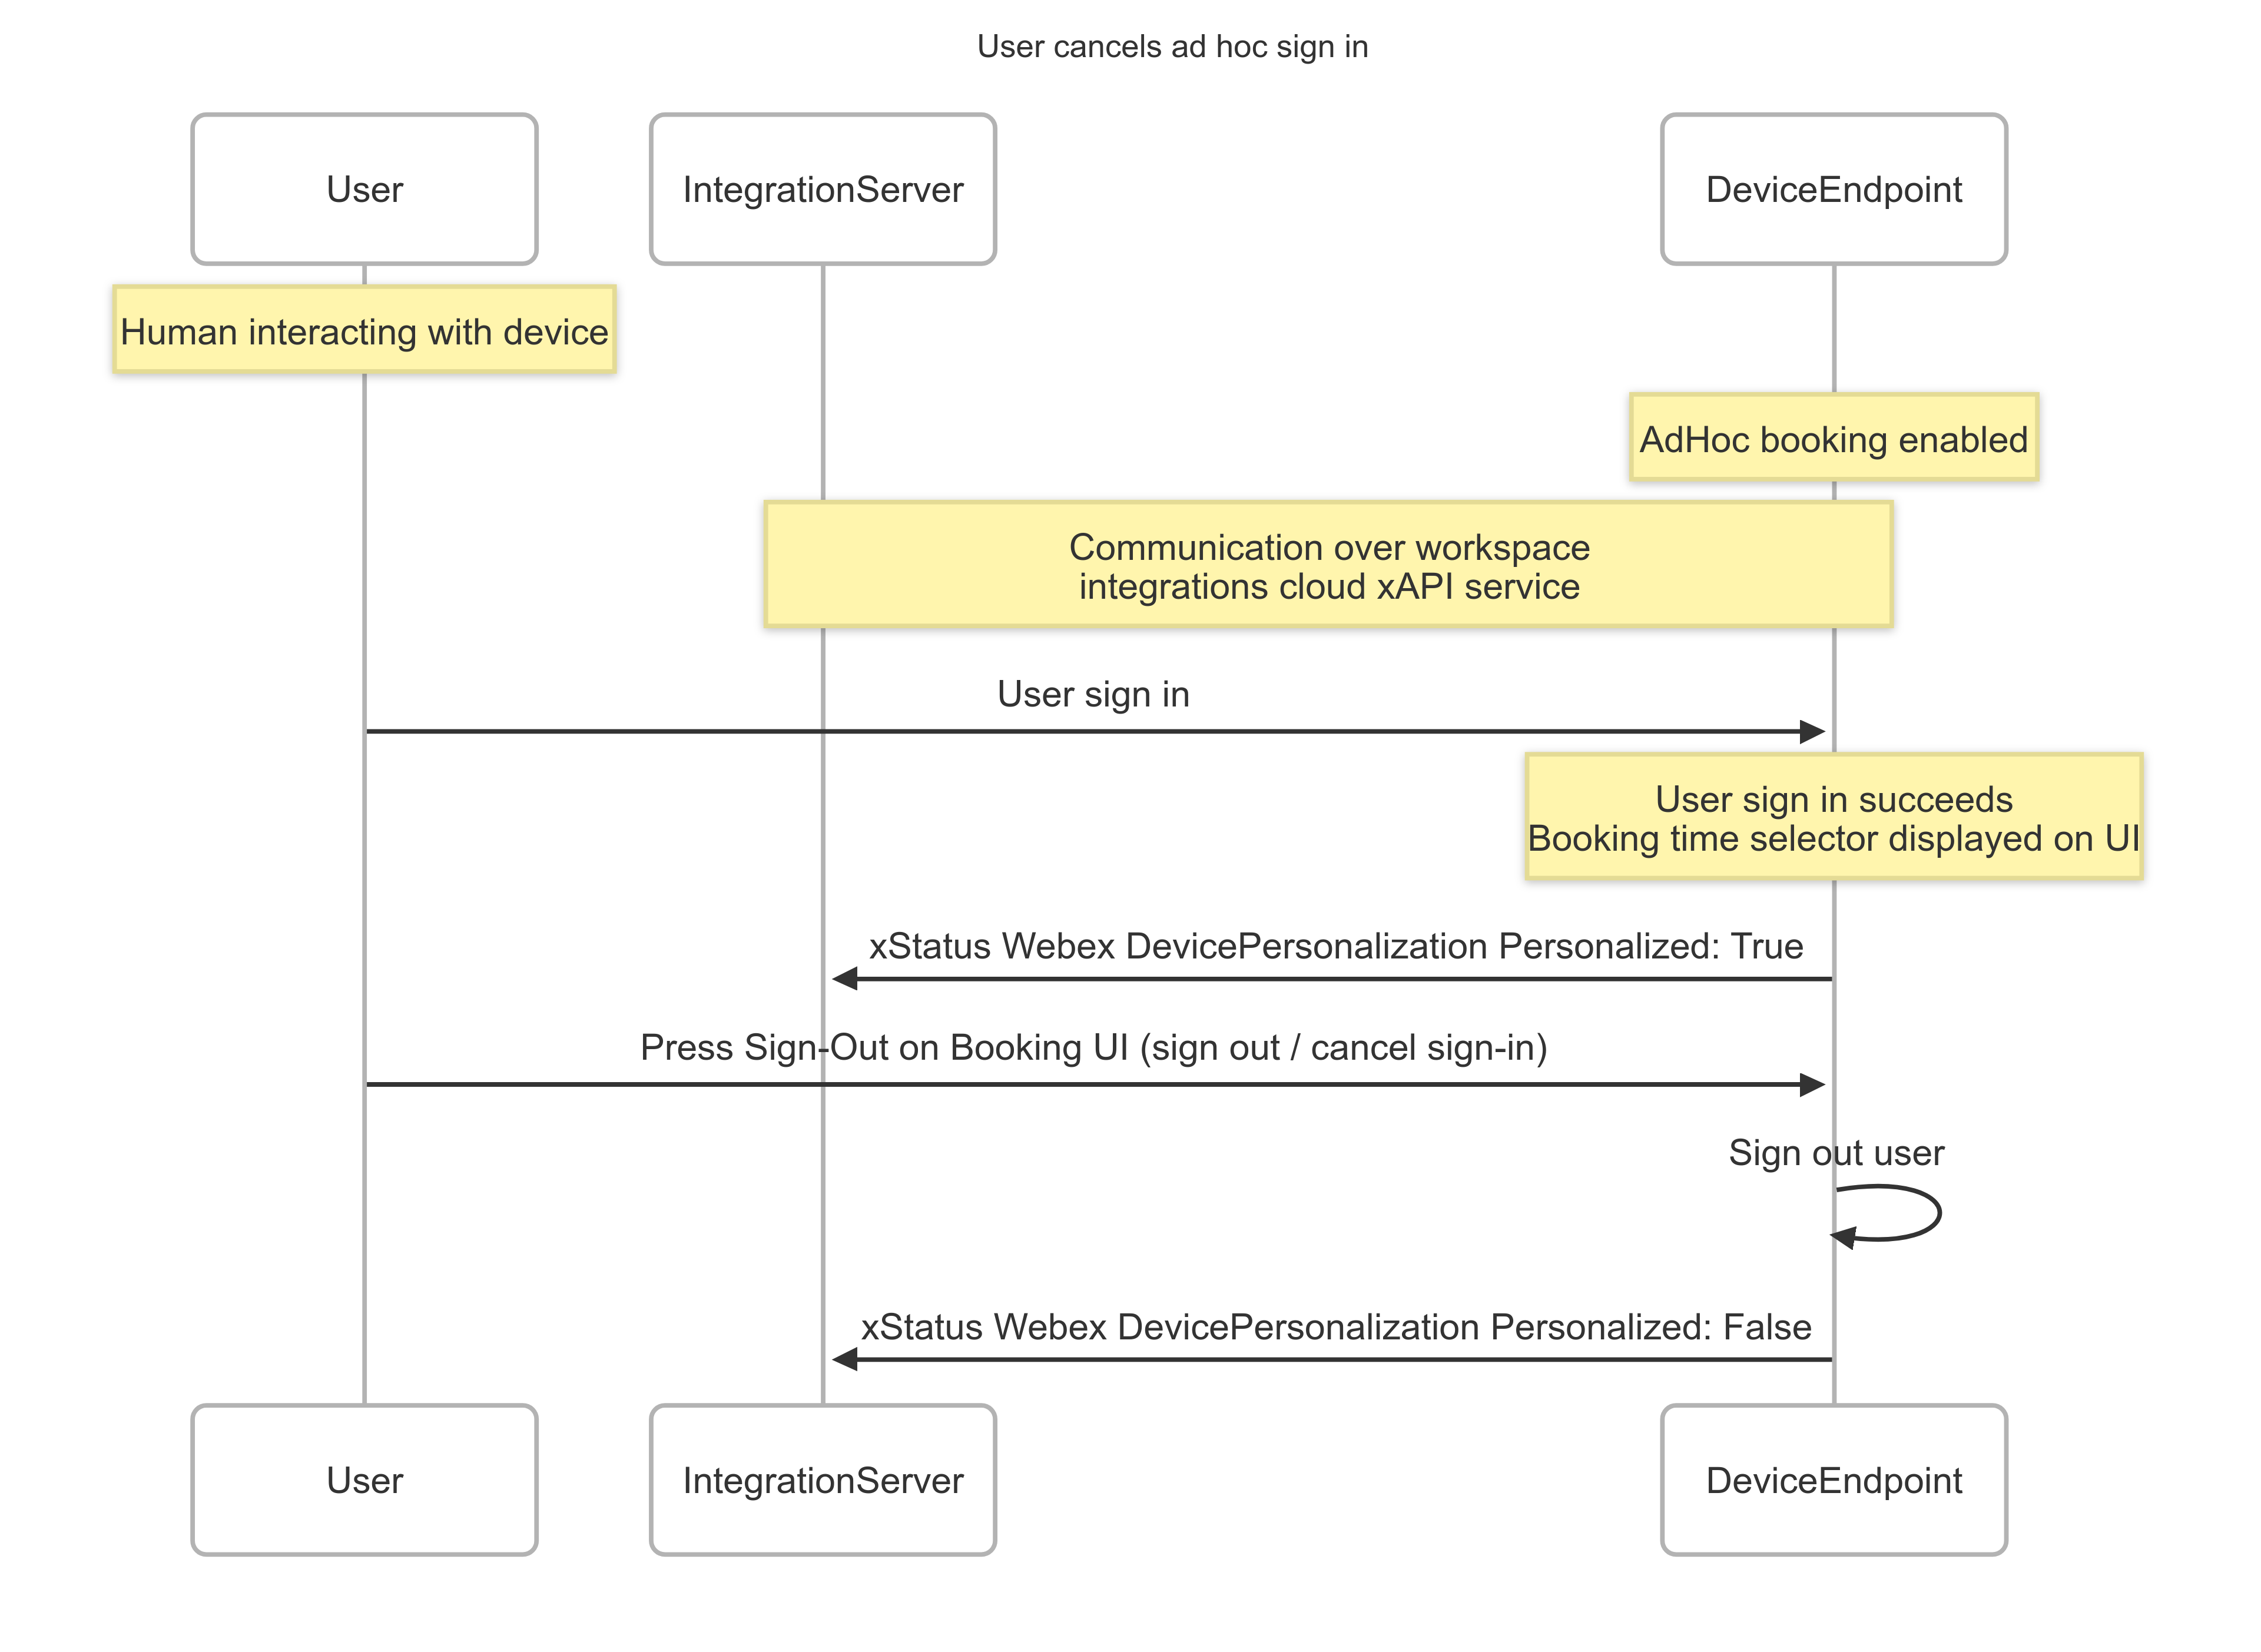 User cancels ad hoc sign in
User
IntegrationServer
DeviceEndpoint
Human interacting with device
AdHoc booking enabled
Communication over workspace
integrations cloud xAPI service
User sign in
User sign in succeeds
Booking time selector displayed on UI
xStatus Webex DevicePersonalization Personalized: True
Press Sign-Out on Booking UI (sign out / cancel sign-in)
Sign out user
xStatus Webex DevicePersonalization Personalized: False
User
IntegrationServer
DeviceEndpoint